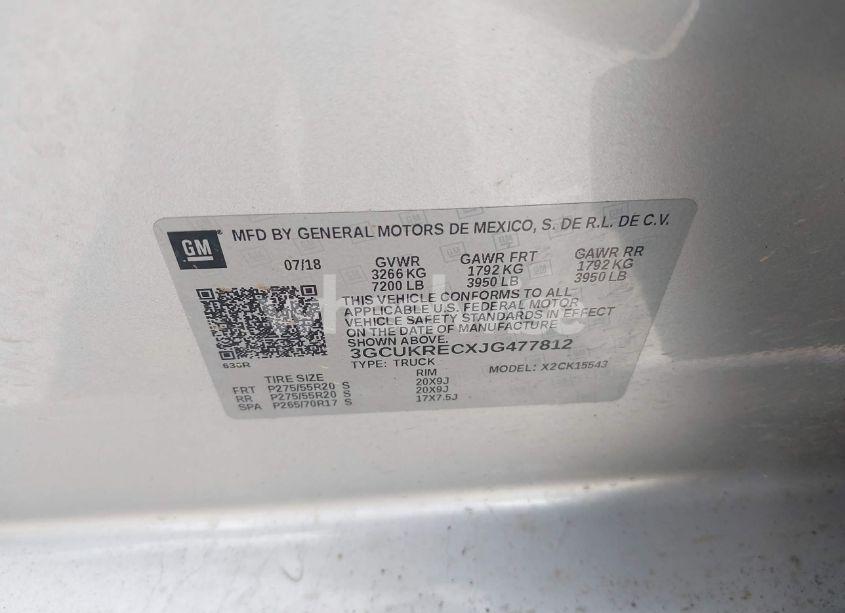 GM ® MFD BY GENERAL MOTORS DE MEXICO, S. DE R.L. DE C.V.
07/18 GVWR GAWR FRT GAWR RR
3266 KG 1792 KG 1792 KG
7200 LB 3950 LB 3950 LB
THIS VEHICLE CONFORMS TO ALL
APPLICABLE U.S. FEDERAL MOTOR
VEHICLE SAFETY STANDARDS IN EFFECT
ON THE DATE OF MANUFACTURE
SHOWN ABOVE.
3GCUKRECXJG477812
TYPE: TRUCK MODEL: X2CK15543
TIRE SIZE RIM
FRT P275/55R20 S 20X9J
RR P275/55R20 S 20X9J
SPA P265/70R17 S 17X7.5J